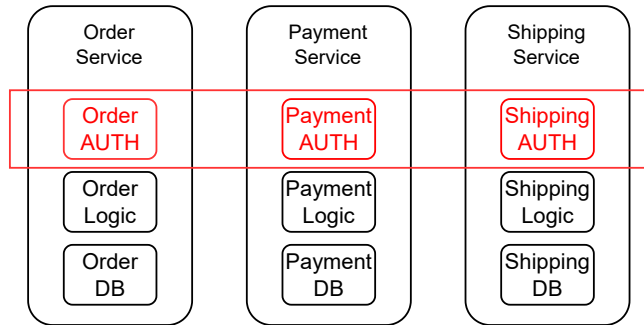 Order
Service
Payment
Service
Shipping
Service
Order
AUTH
Payment
AUTH
Shipping
AUTH
Order
Logic
Payment
Logic
Shipping
Logic
Order
DB
Payment
DB
Shipping
DB